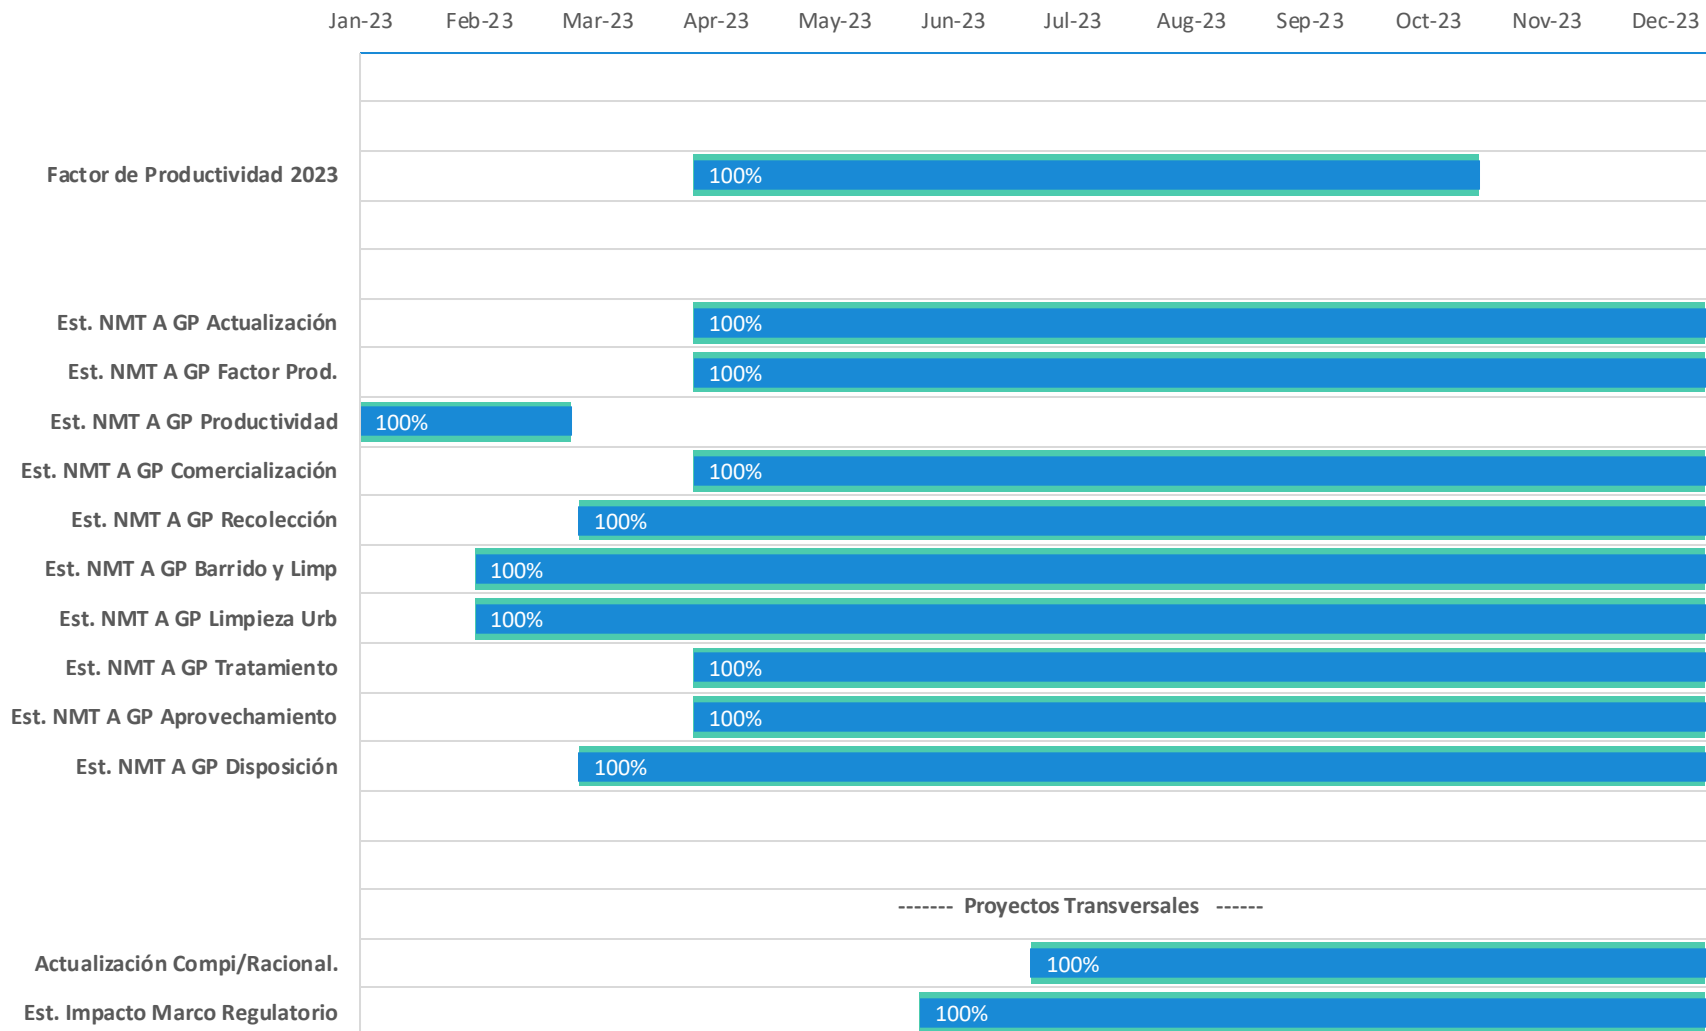 Jan-23 Feb-23 Mar-23 Apr-23 May-23 Jun-23 Jul-23 Aug-23 Sep-23 Oct-23 Nov-23 Dec-23
Factor de Productividad 2023 100%
Est. NMT A GP Actualización 100%
Est. NMT A GP Factor Prod. 100%
Est. NMT A GP Productividad 100%
Est. NMT A GP Comercialización 100%
Est. NMT A GP Recolección 100%
Est. NMT A GP Barrido y Limp 100%
Est. NMT A GP Limpieza Urb 100%
Est. NMT A GP Tratamiento 100%
Est. NMT A GP Aprovechamiento 100%
Est. NMT A GP Disposición 100%
------- Proyectos Transversales ------
Actualización Compi/Racional. 100%
Est. Impacto Marco Regulatorio 100%